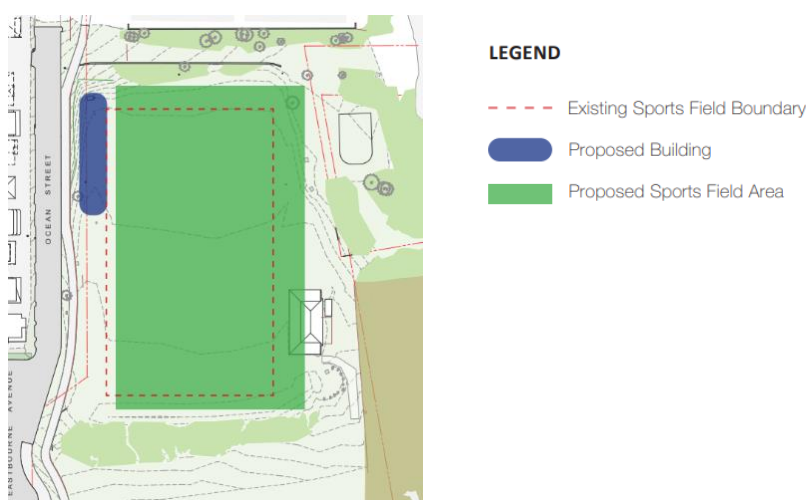 OCEAN STREET
EASTBOURNE AVENUE
LEGEND
Existing Sports Field Boundary
Proposed Building
Proposed Sports Field Area